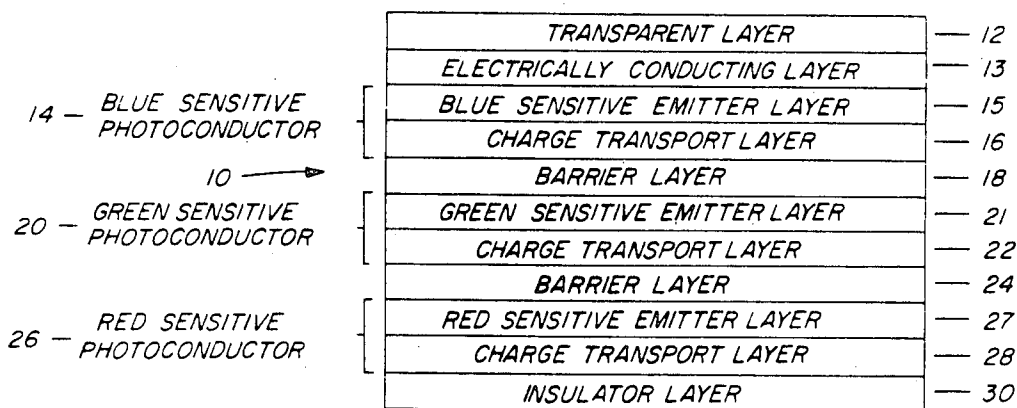 TRANSPARENT LAYER — 12
ELECTRICALLY CONDUCTING LAYER — 13
14 — BLUE SENSITIVE PHOTOCONDUCTOR
BLUE SENSITIVE EMITTER LAYER — 15
CHARGE TRANSPORT LAYER — 16
10
BARRIER LAYER — 18
20 — GREEN SENSITIVE PHOTOCONDUCTOR
GREEN SENSITIVE EMITTER LAYER — 21
CHARGE TRANSPORT LAYER — 22
BARRIER LAYER — 24
26 — RED SENSITIVE PHOTOCONDUCTOR
RED SENSITIVE EMITTER LAYER — 27
CHARGE TRANSPORT LAYER — 28
INSULATOR LAYER — 30